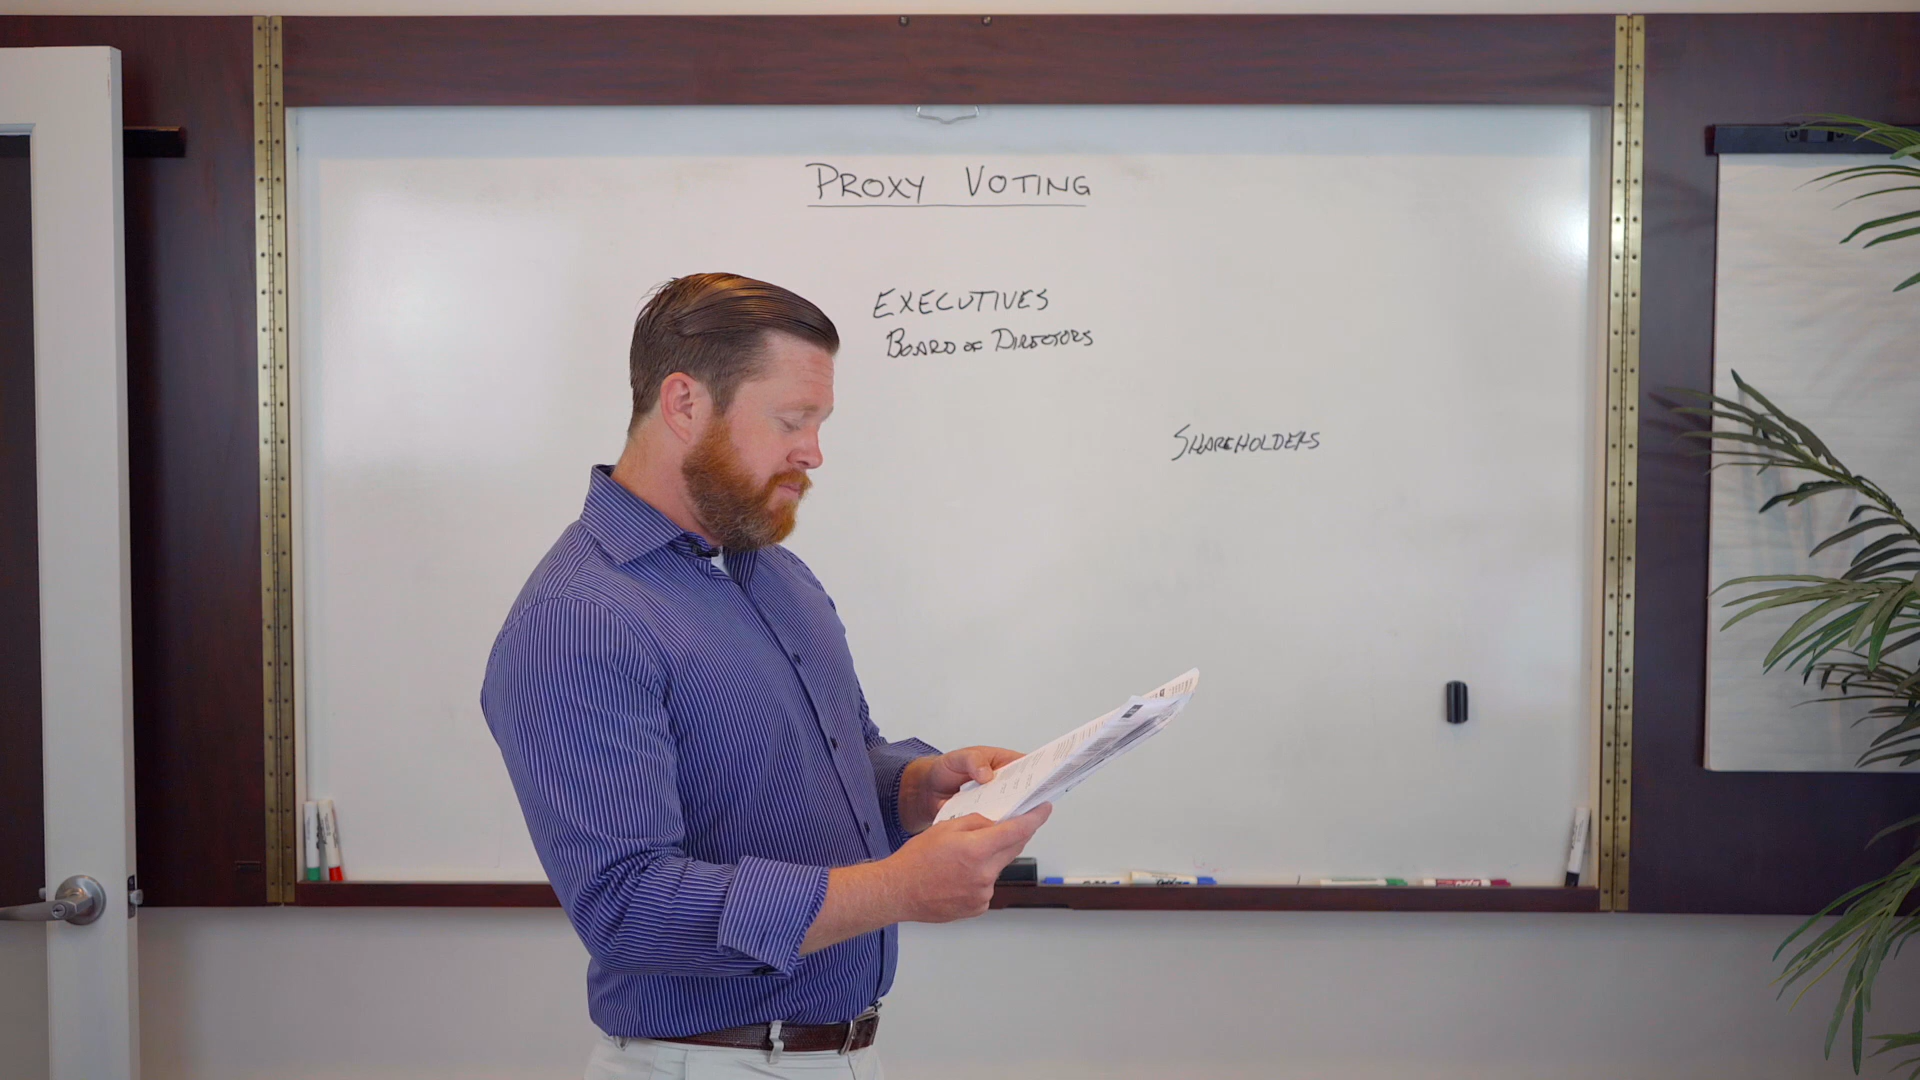 PROXY VOTING
EXECUTIVES
BOARD OF DIRECTORS
SHAREHOLDERS